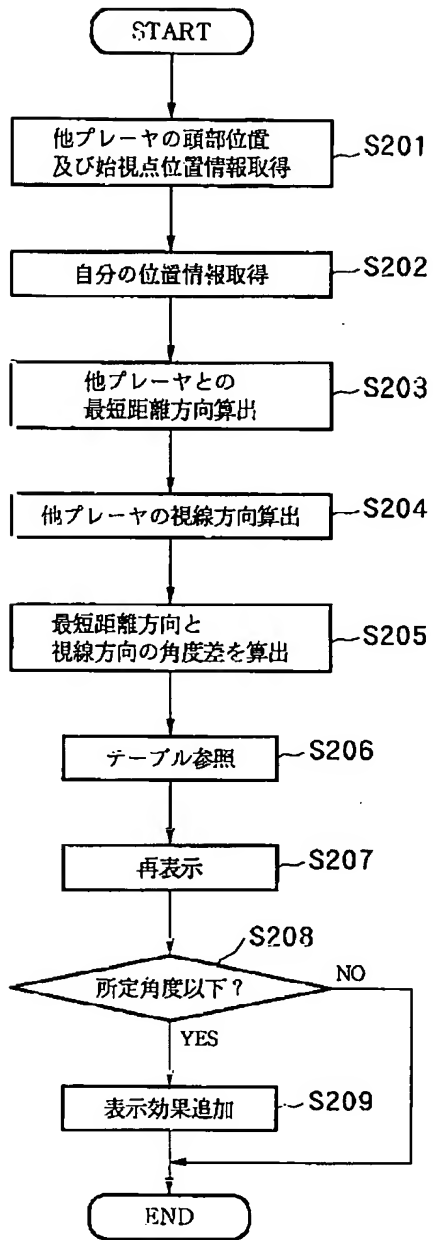 START
他プレーヤの頭部位置
及び始視点位置情報取得
S201
自分の位置情報取得
S202
他プレーヤとの
最短距離方向算出
S203
他プレーヤの視線方向算出
S204
最短距離方向と
視線方向の角度差を算出
S205
テーブル参照
S206
再表示
S207
S208
所定角度以下?
NO
YES
表示効果追加
S209
END